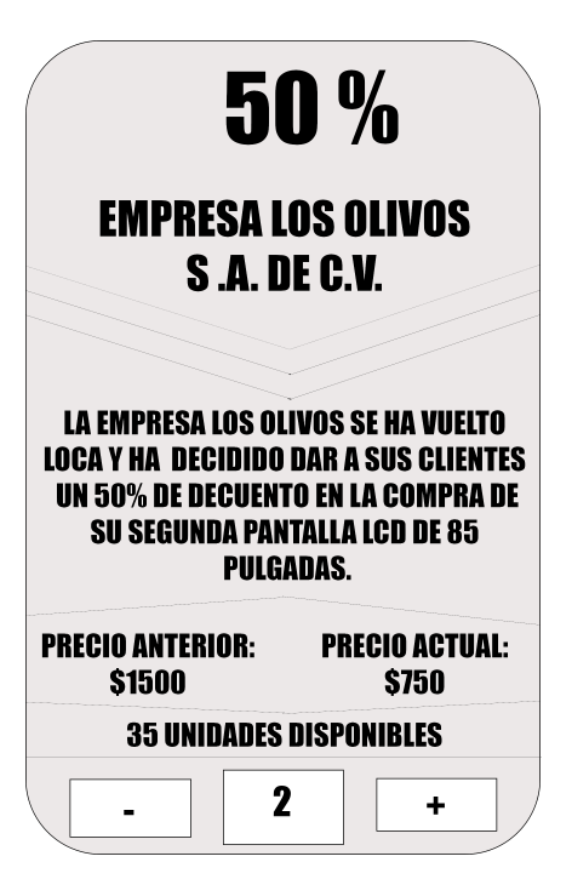 50 %
EMPRESA LOS OLIVOS
S .A. DE C.V.
LA EMPRESA LOS OLIVOS SE HA VUELTO
LOCA Y HA DECIDIDO DAR A SUS CLIENTES
UN 50% DE DECUENTO EN LA COMPRA DE
SU SEGUNDA PANTALLA LCD DE 85
PULGADAS.
PRECIO ANTERIOR: PRECIO ACTUAL:
$1500 $750
35 UNIDADES DISPONIBLES
- 2 +